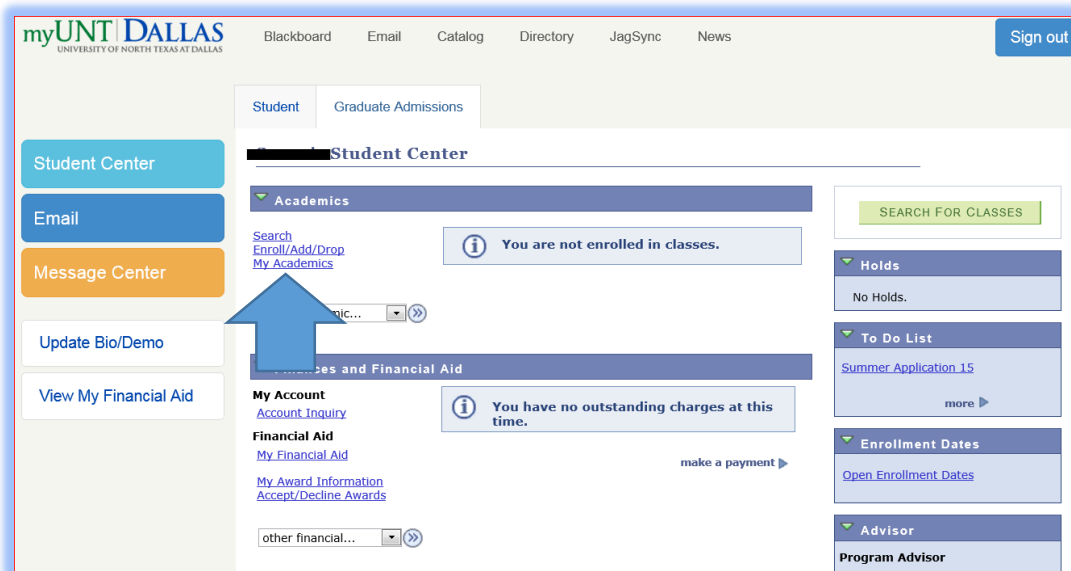 myUNT DALLAS
UNIVERSITY OF NORTH TEXAS AT DALLAS
Blackboard Email Catalog Directory JagSync News
Sign out
Student Graduate Admissions
Student Center
Email
Message Center
Update Bio/Demo
View My Financial Aid
Student Center
Academics
Search
Enroll/Add/Drop
My Academics
You are not enrolled in classes.
Finances and Financial Aid
My Account
Account Inquiry
Financial Aid
My Financial Aid
My Award Information
Accept/Decline Awards
You have no outstanding charges at this
time.
make a payment
other financial...
SEARCH FOR CLASSES
Holds
No Holds.
To Do List
Summer Application 15
more
Enrollment Dates
Open Enrollment Dates
Advisor
Program Advisor